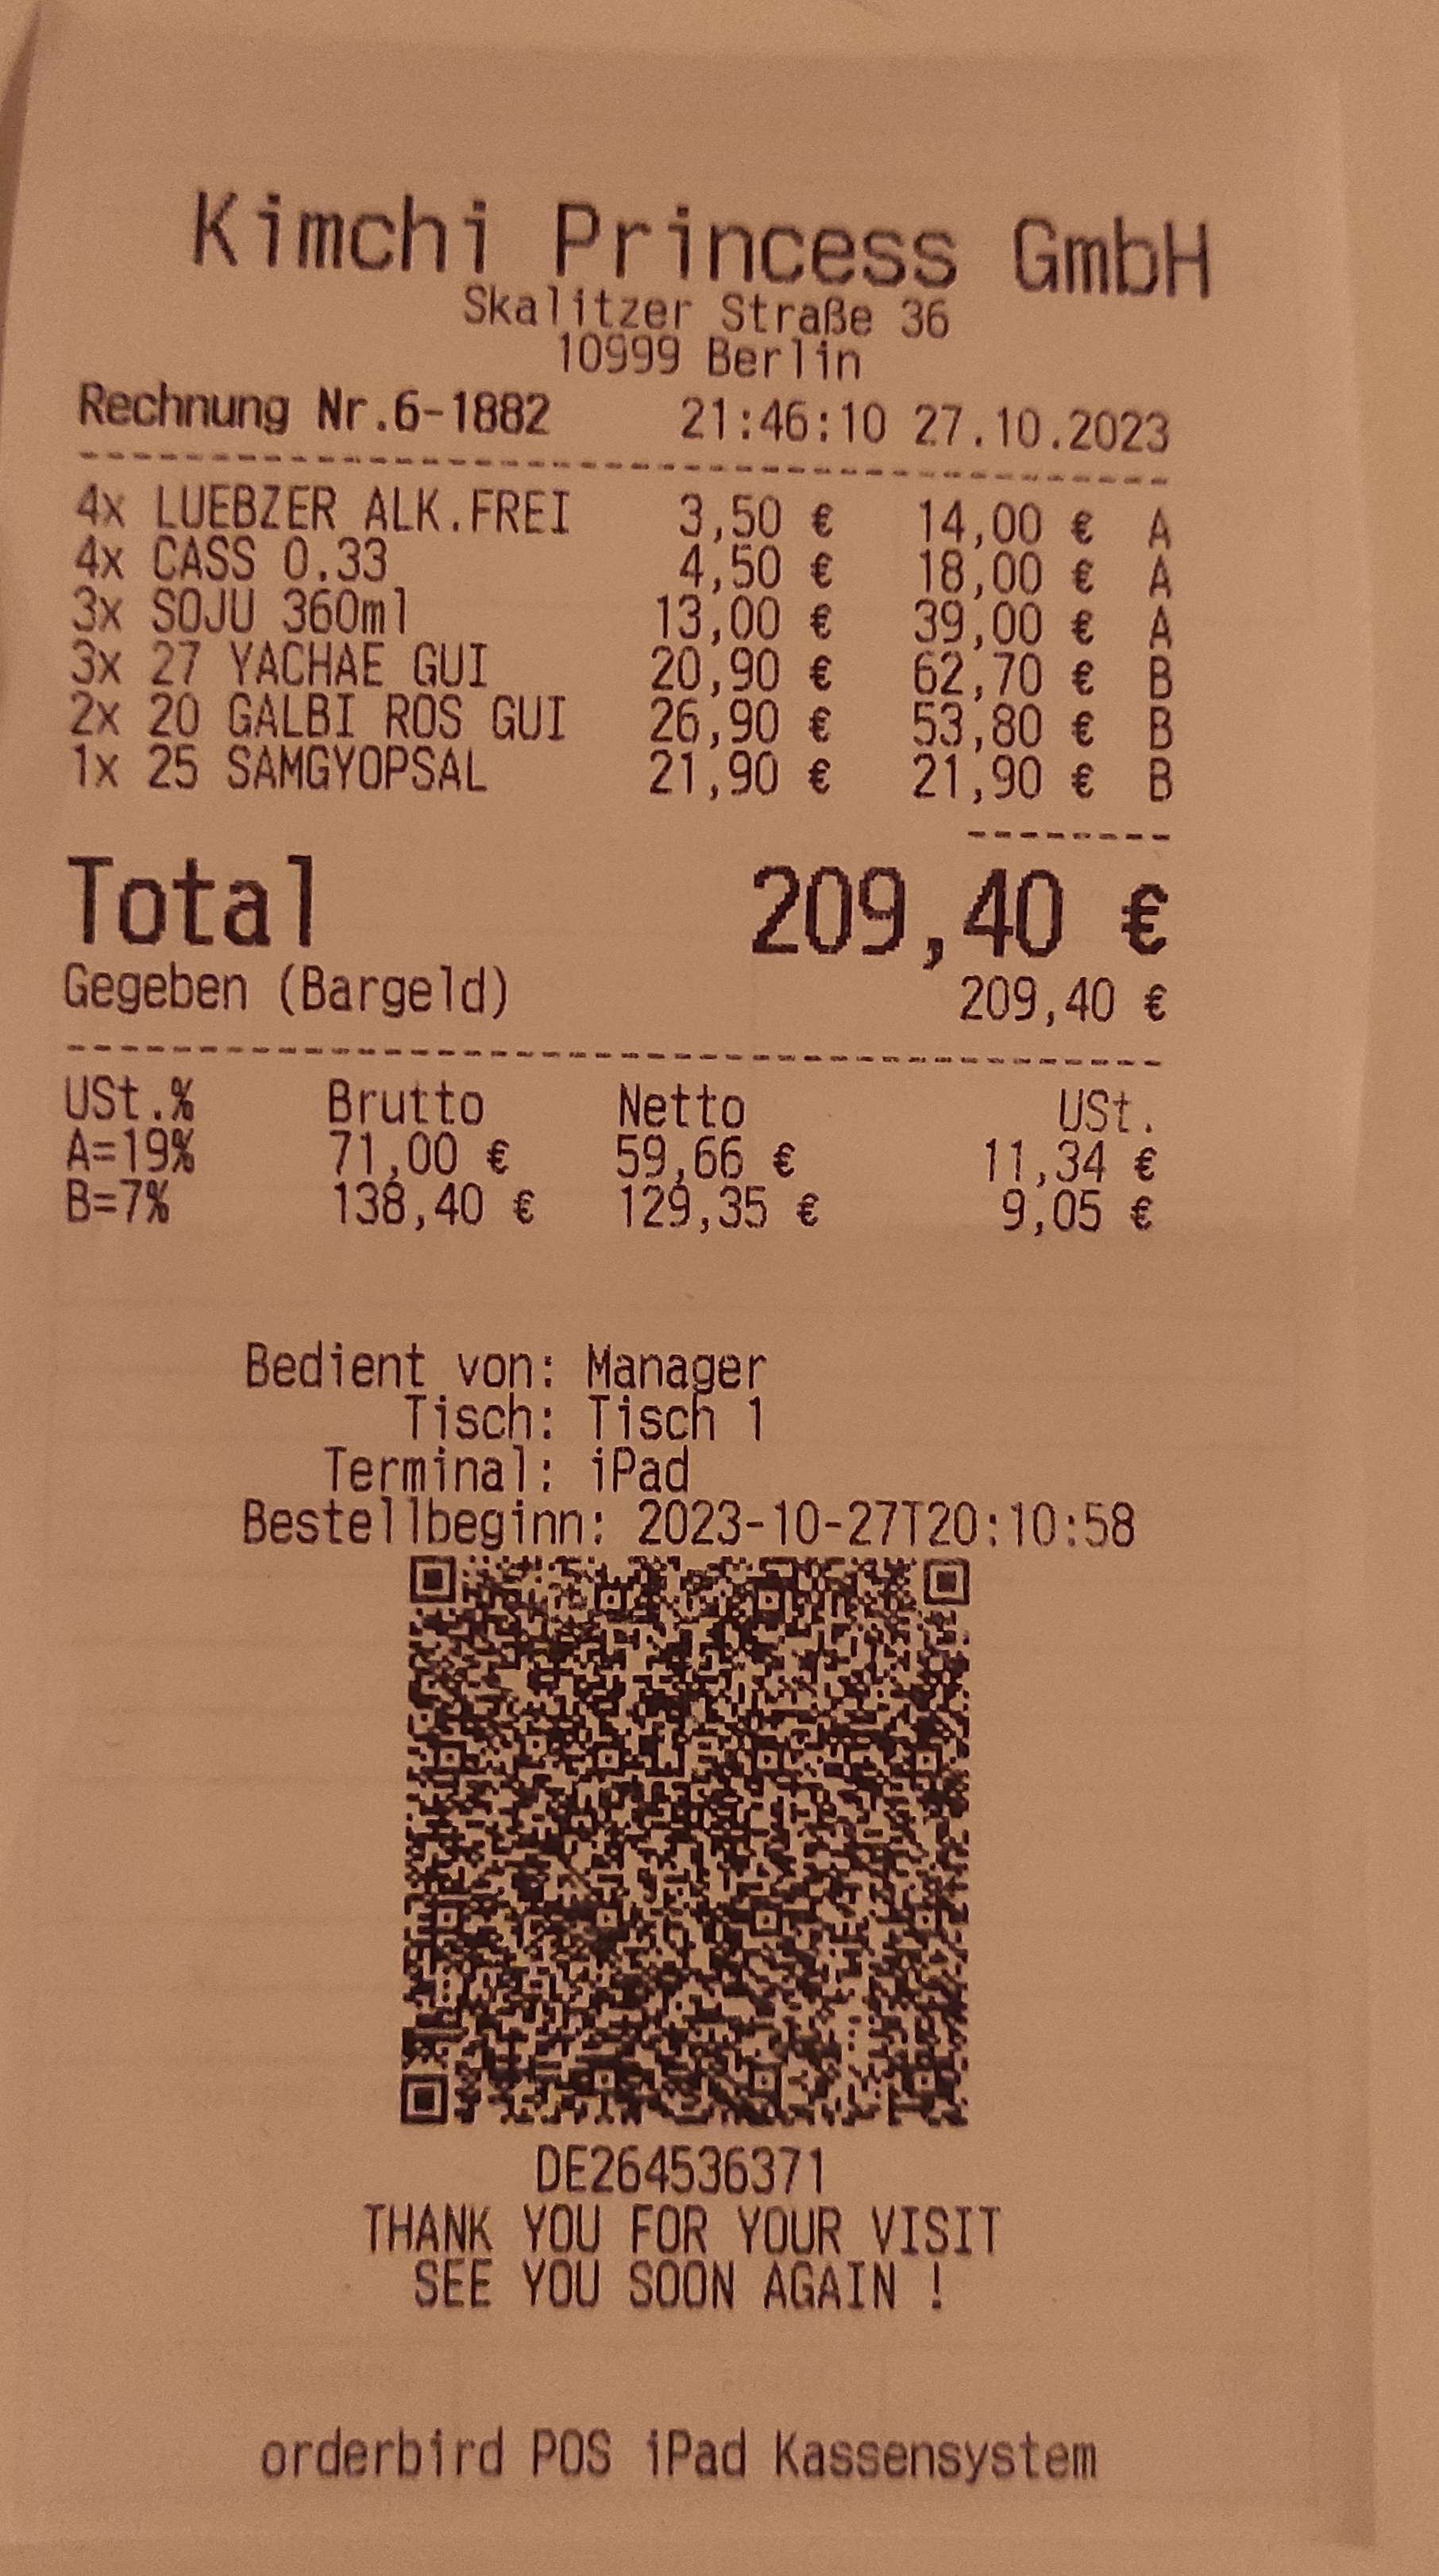 Kimchi Princess GmbH
Skalitzer Straße 36
10999 Berlin
Rechnung Nr.6-1882 21:46:10 27.10.2023
4x LUEBZER ALK.FREI 3,50 € 14,00 € A
4x CASS 0.33 4,50 € 18,00 € A
3x SOJU 360ml 13,00 € 39,00 € A
3x 27 YACHAE GUI 20,90 € 62,70 € B
2x 20 GALBI ROS GUI 26,90 € 53,80 € B
1x 25 SAMGYOPSAL 21,90 € 21,90 € B
Total 209,40 €
Gegeben (Bargeld) 209,40 €
USt.% Brutto Netto USt.
A=19% 71,00 € 59,66 € 11,34 €
B=7% 138,40 € 129,35 € 9,05 €
Bedient von: Manager
Tisch: Tisch 1
Terminal: iPad
Bestellbeginn: 2023-10-27T20:10:58
DE264536371
THANK YOU FOR YOUR VISIT
SEE YOU SOON AGAIN !
orderbird POS iPad Kassensystem